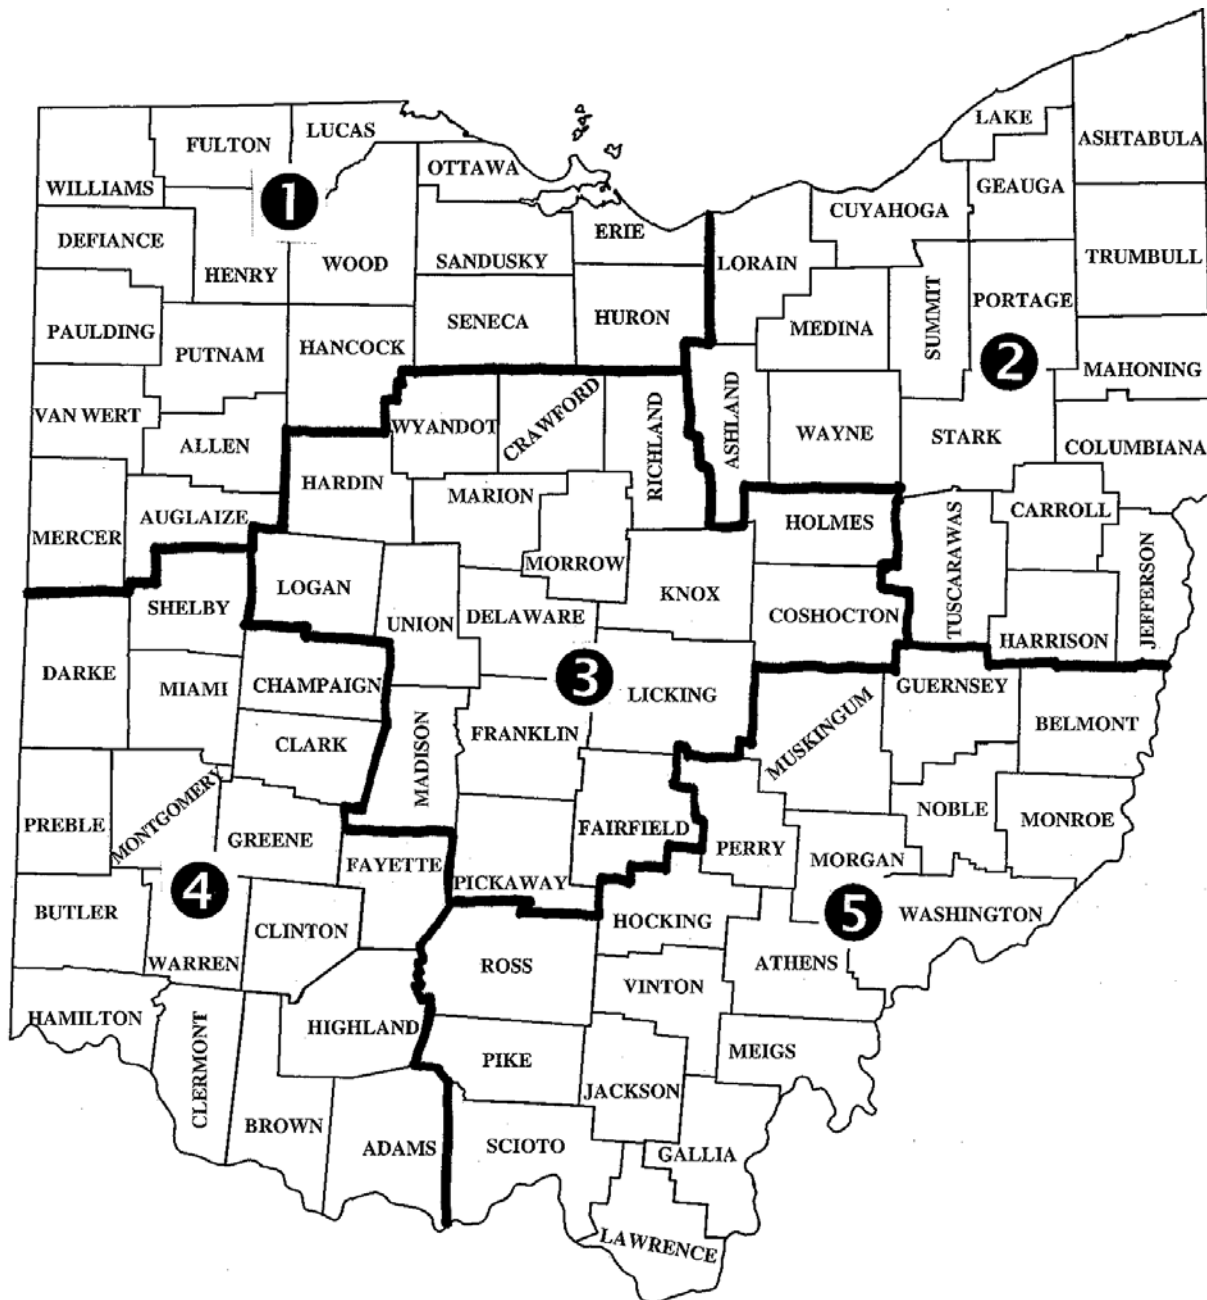 LAKE
ASHTABULA
LUCAS
FULTON
OTTAWA
GEAUGA
WILLIAMS
1
CUYAHOGA
ERIE
DEFIANCE
WOOD
SANDUSKY
LORAIN
TRUMBULL
HENRY
PORTAGE
SUMMIT
SENECA
HURON
MEDINA
PAULDING
PUTNAM
HANCOCK
2
MAHONING
VAN WERT
ALLEN
WYANDOT
CRAWFORD
RICHLAND
ASHLAND
WAYNE
STARK
COLUMBIANA
HARDIN
MARION
MERCER
AUGLAIZE
HOLMES
CARROLL
TUSCARAWAS
JEFFERSON
MORROW
LOGAN
KNOX
SHELBY
UNION
DELAWARE
COSHOCTON
HARRISON
DARKE
MIAMI
CHAMPAIGN
3
LICKING
GUERNSEY
MUSKINGUM
BELMONT
CLARK
FRANKLIN
MADISON
PREBLE
MONTGOMERY
GREENE
FAIRFIELD
PERRY
NOBLE
MONROE
FAYETTE
MORGAN
4
PICKAWAY
5
BUTLER
CLINTON
HOCKING
WASHINGTON
WARREN
ROSS
ATHENS
VINTON
HAMILTON
CLERMONT
HIGHLAND
PIKE
MEIGS
JACKSON
BROWN
ADAMS
SCIOTO
GALLIA
LAWRENCE